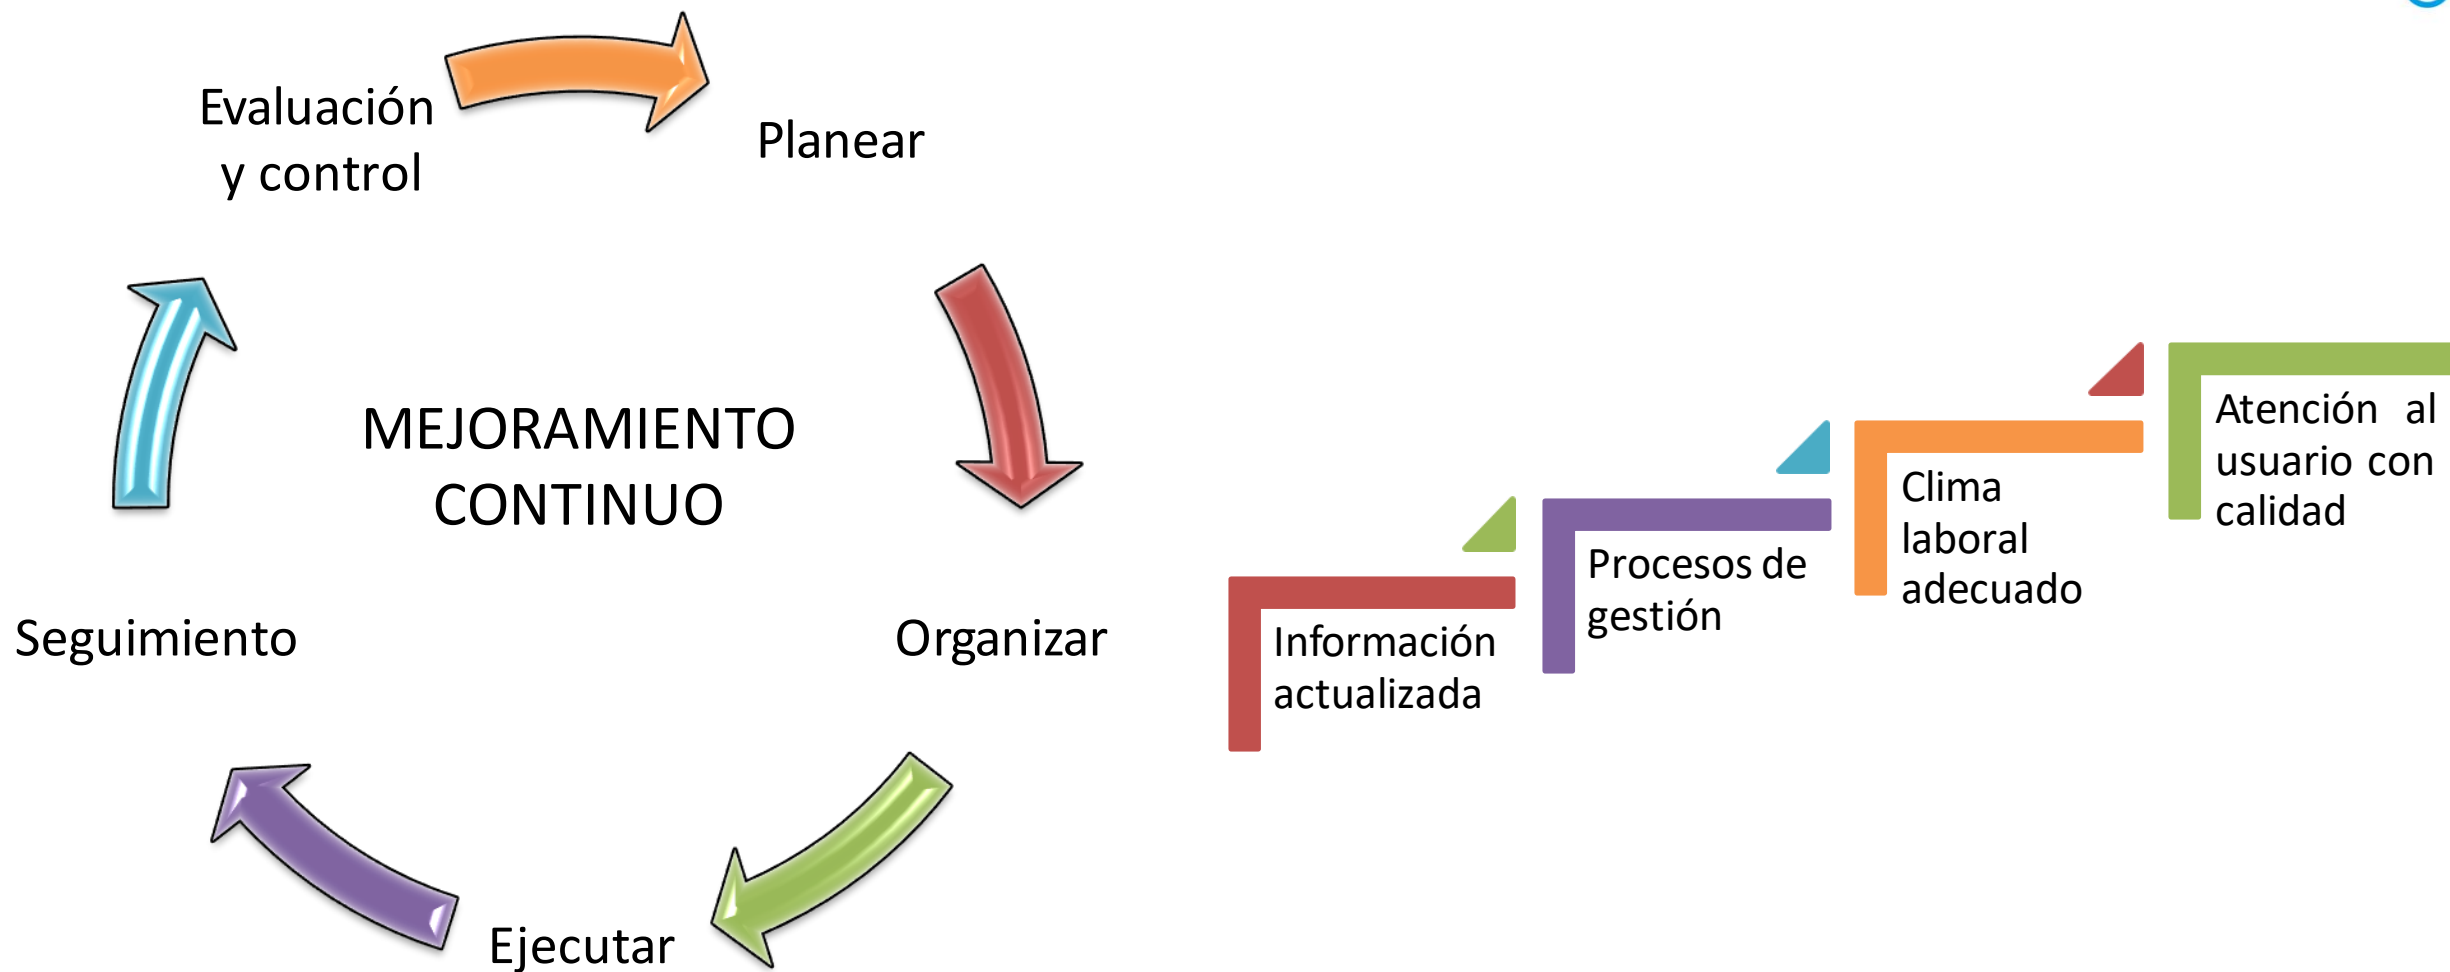 Evaluación
y control
Planear
MEJORAMIENTO
CONTINUO
Seguimiento
Organizar
Ejecutar
Información
actualizada
Procesos de
gestión
Clima
laboral
adecuado
Atención al
usuario con
calidad